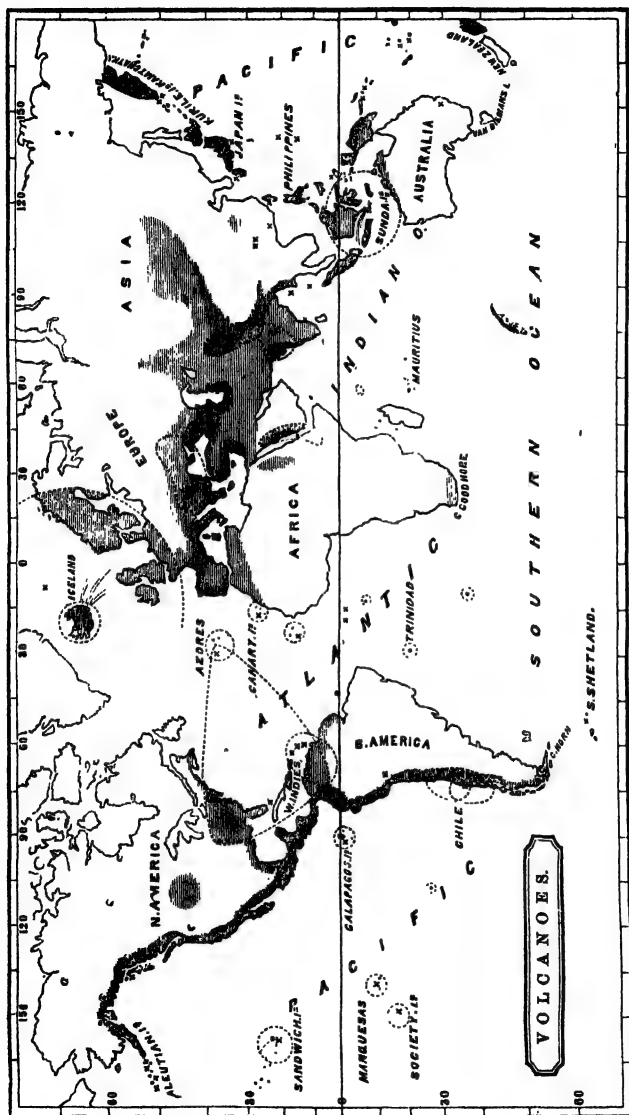 150
120
90
60
30
0
30
60
90
120
150
ALEUTIAN. Is
N. AMERICA
ICELAND
EUROPE
ASIA
KURILE. Is
KAMTCHATKA
JAPAN Is
PACIFIC
PHILIPPINES
AZORES
CANARY. Is
W. INDIES
SANDWICH. Is
ATLANTIC
AFRICA
INDIAN
SUNDA. Is
GALAPAGOS. Is
S. AMERICA
MARQUESAS
SOCIETY. Is
PACIFIC
TRINIDAD
MAURITIUS
AUSTRALIA
CHILE
C. GOOD HOPE
VAN DIEMANS L
NEW ZEALAND
SOUTHERN OCEAN
C. HORN
S. SHETLAND.
VOLCANOES.
60
0
30
60